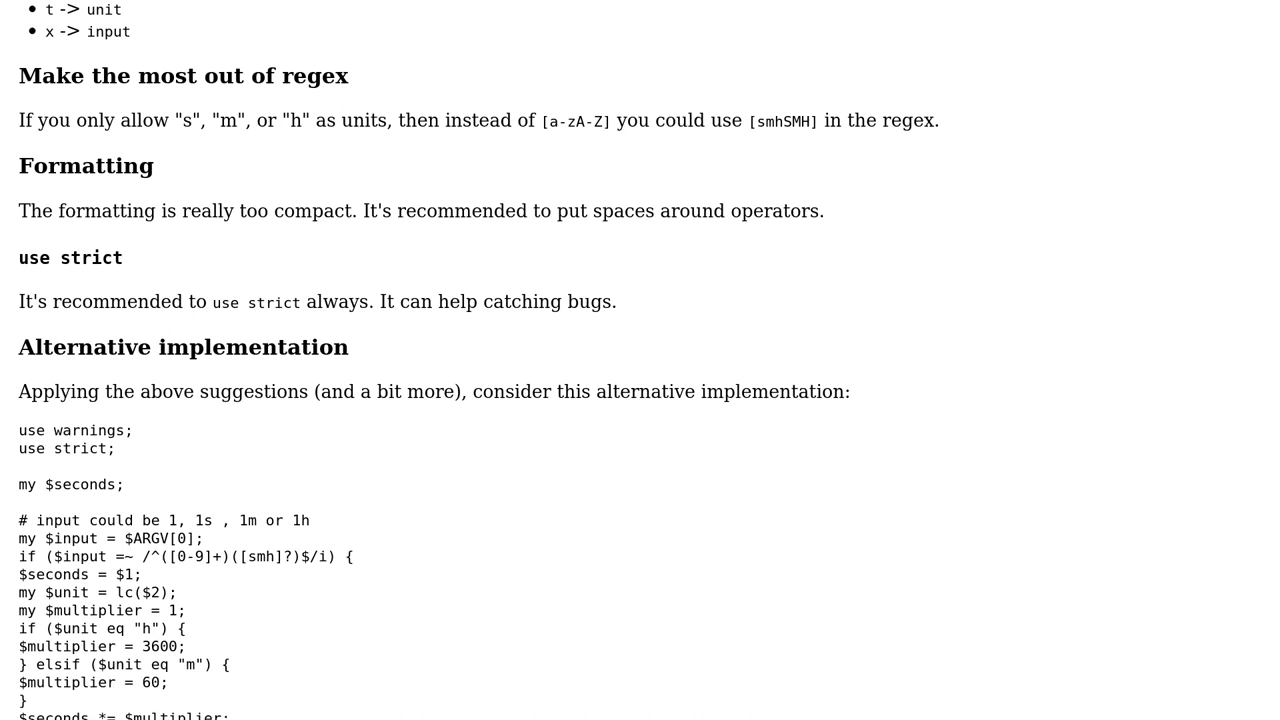 • t -> unit
• x -> input
Make the most out of regex
If you only allow "s", "m", or "h" as units, then instead of [a-zA-Z] you could use [smhSMH] in the regex.
Formatting
The formatting is really too compact. It's recommended to put spaces around operators.
use strict
It's recommended to use strict always. It can help catching bugs.
Alternative implementation
Applying the above suggestions (and a bit more), consider this alternative implementation:
use warnings;
use strict;
my $seconds;
# input could be 1, 1s , 1m or 1h
my $input = $ARGV[0];
if ($input =~ /^([0-9]+)([smh]?)$/i) {
$seconds = $1;
my $unit = lc($2);
my $multiplier = 1;
if ($unit eq "h") {
$multiplier = 3600;
} elsif ($unit eq "m") {
$multiplier = 60;
}
$seconds *= $multiplier;